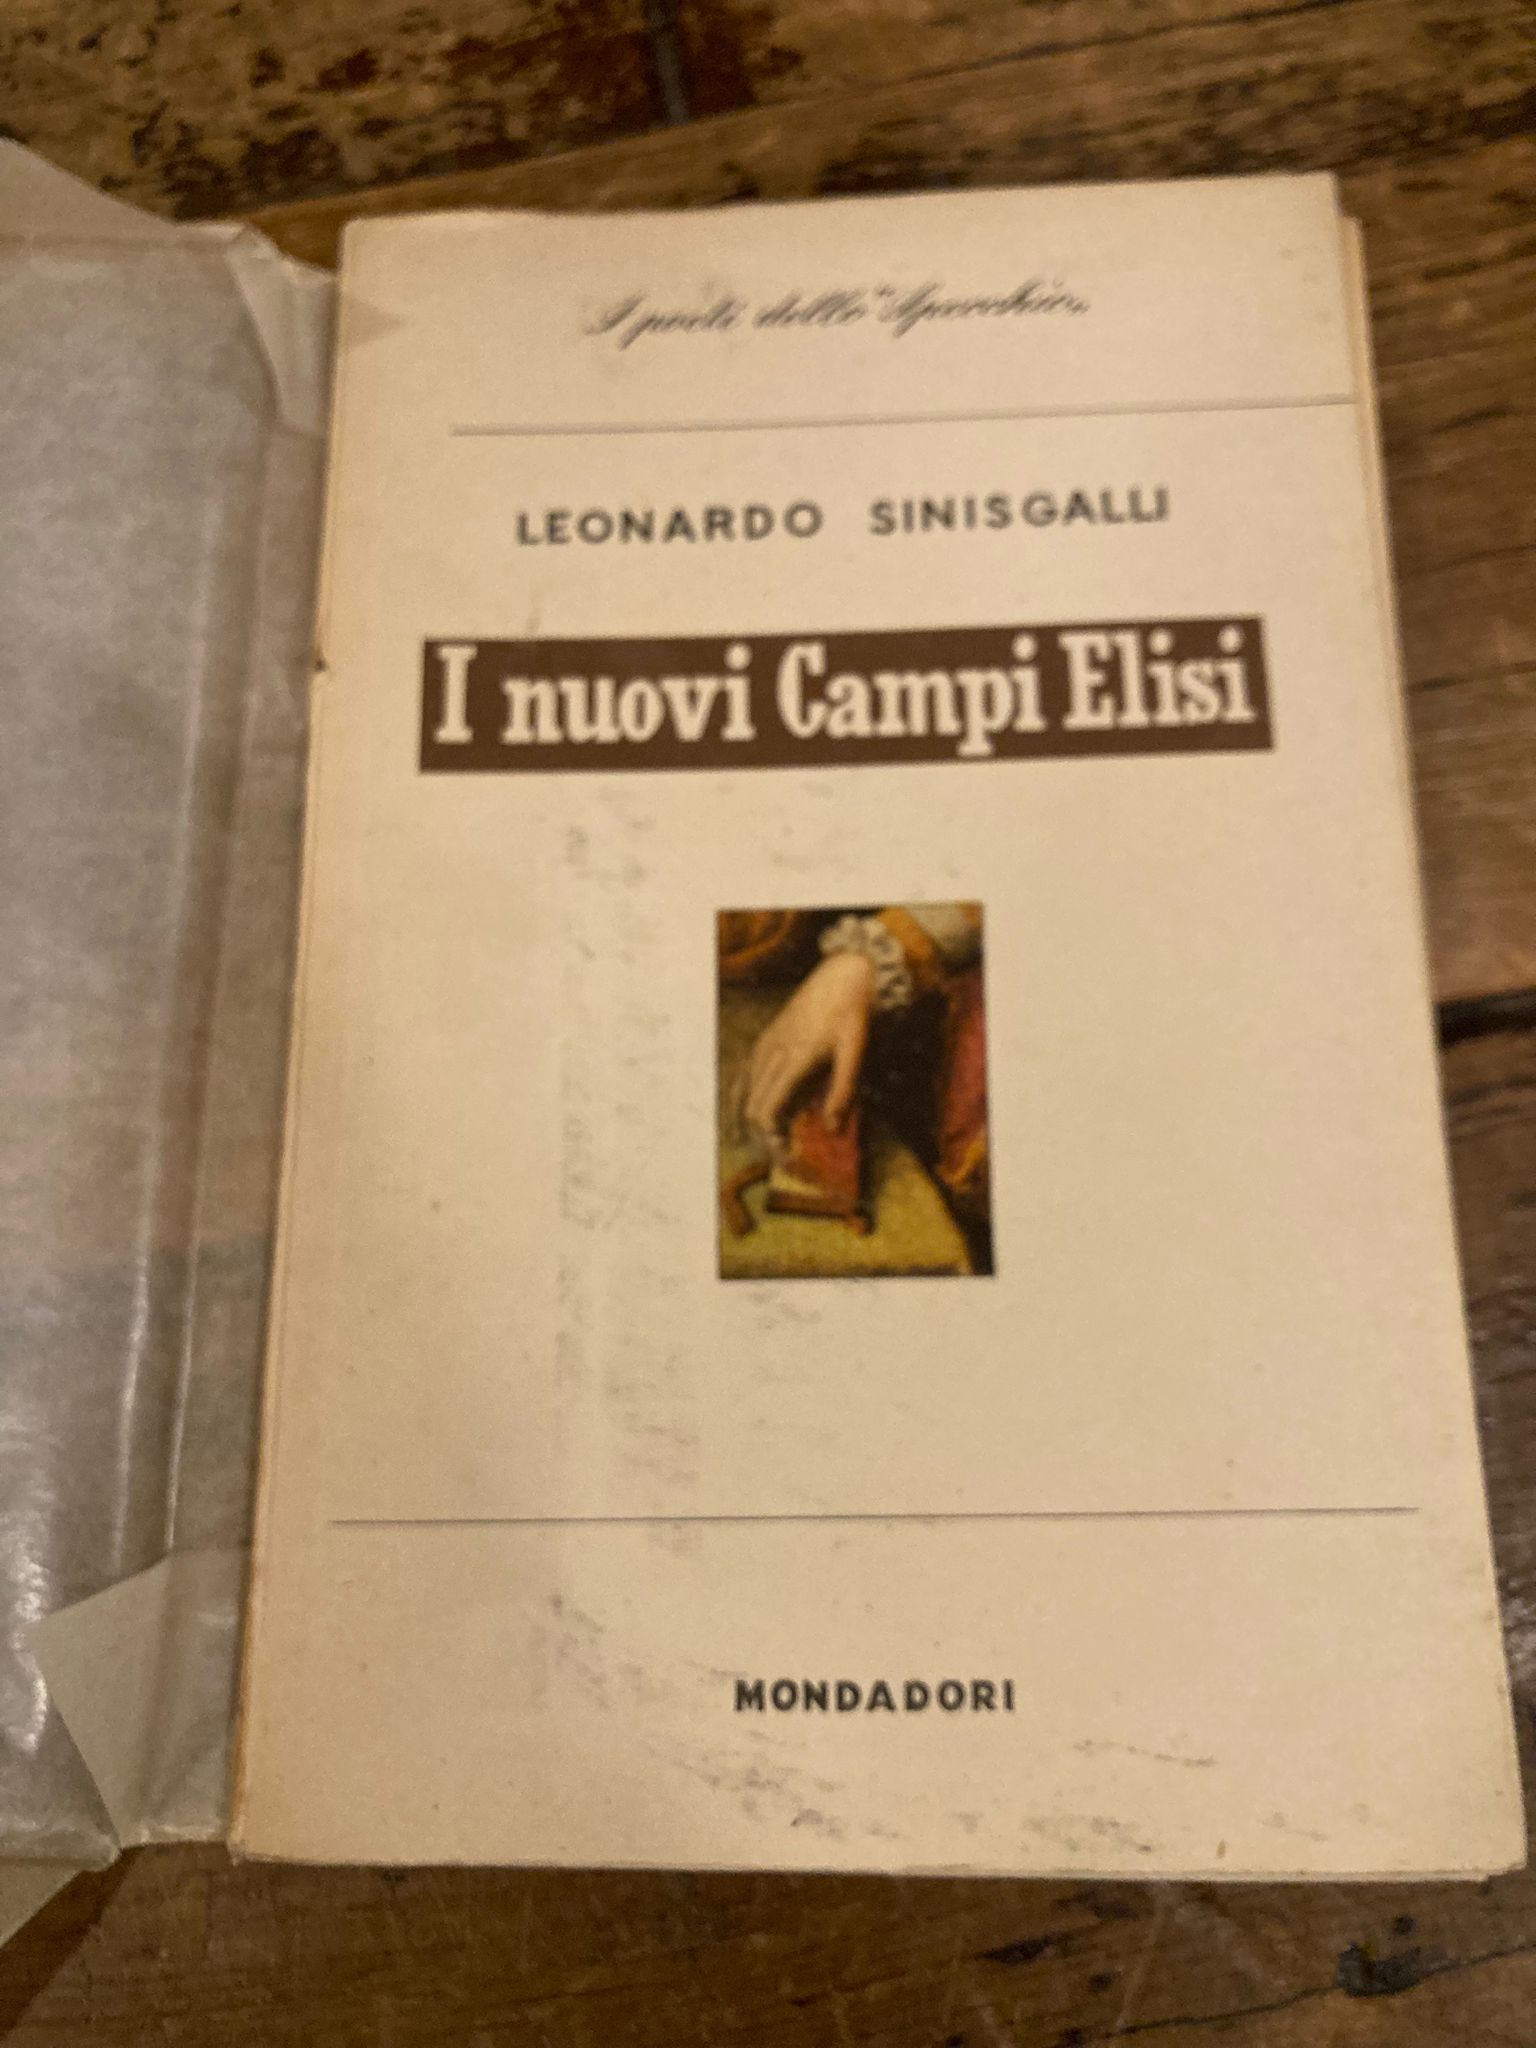 I poeti dello "Specchio"
LEONARDO SINISGALLI
I nuovi Campi Elisi
MONDADORI